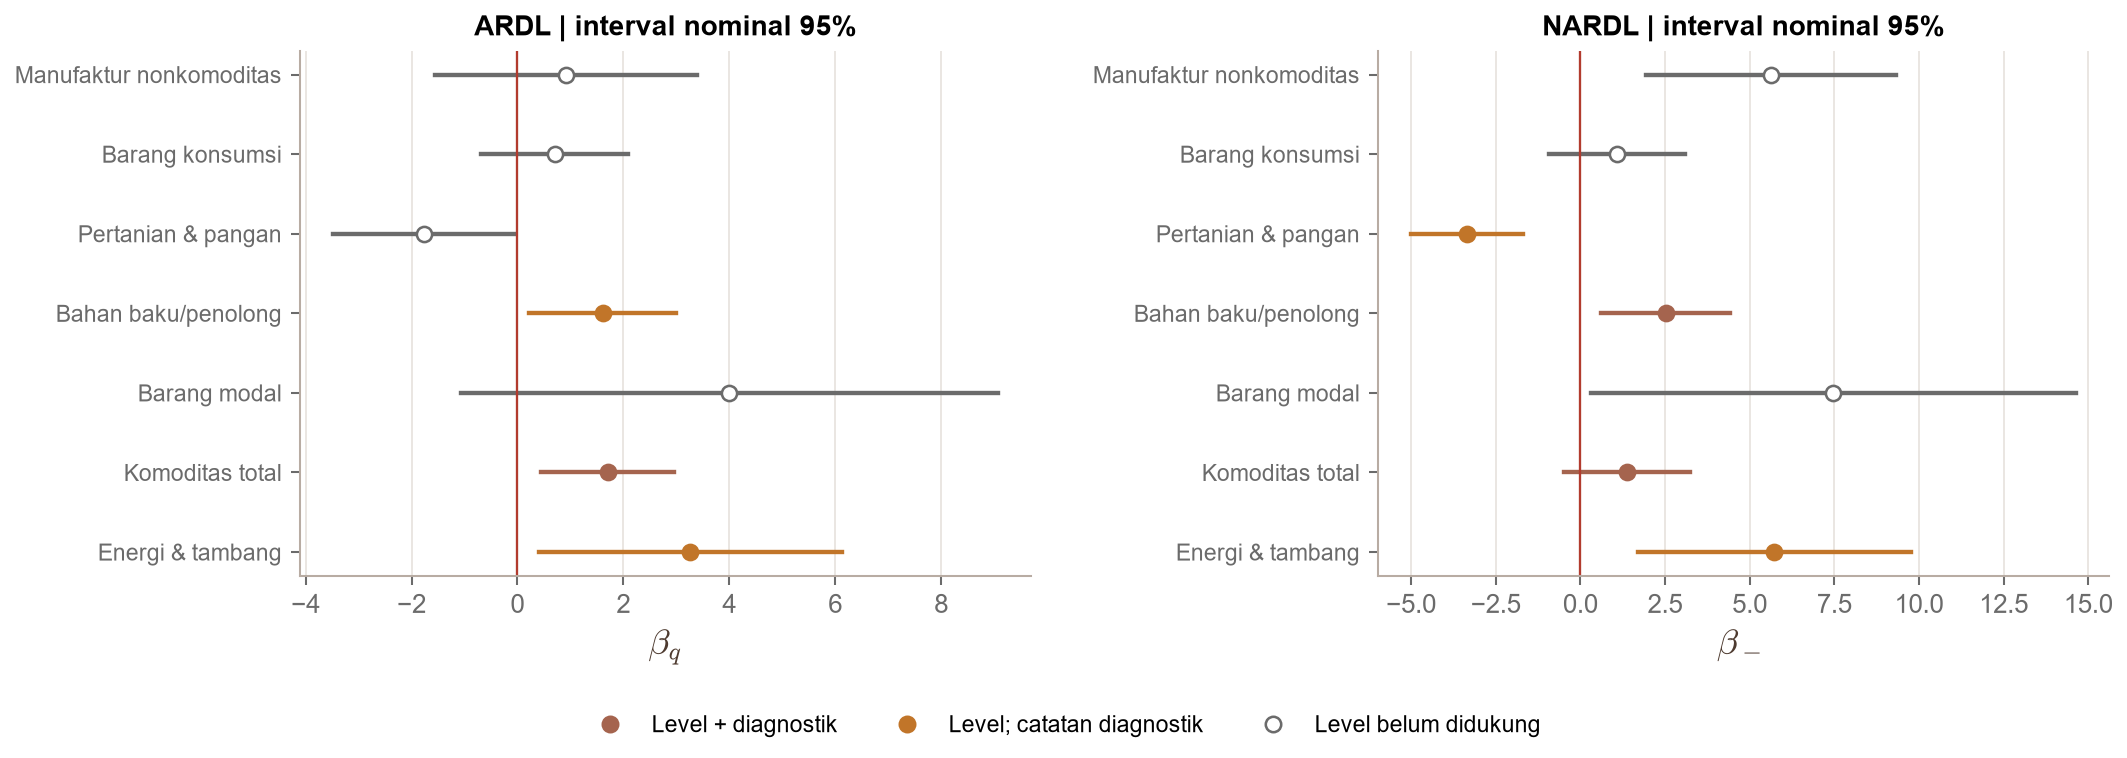 ARDL | interval nominal 95%
Manufaktur nonkomoditas
Barang konsumsi
Pertanian & pangan
Bahan baku/penolong
Barang modal
Komoditas total
Energi & tambang
−4 −2 0 2 4 6 8
βq
NARDL | interval nominal 95%
Manufaktur nonkomoditas
Barang konsumsi
Pertanian & pangan
Bahan baku/penolong
Barang modal
Komoditas total
Energi & tambang
−5.0 −2.5 0.0 2.5 5.0 7.5 10.0 12.5 15.0
β−
Level + diagnostik Level; catatan diagnostik Level belum didukung